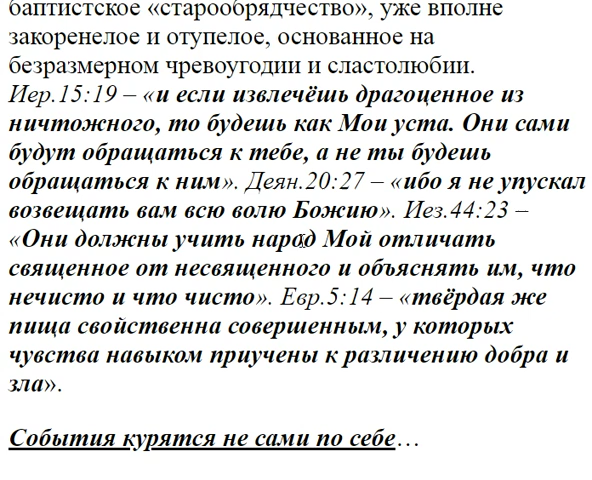 баптистское «старообрядчество», уже вполне
закоренелое и отупелое, основанное на
безразмерном чревоугодии и сластолюбии.
Иер.15:19 – «и если извлечёшь драгоценное из
ничтожного, то будешь как Мои уста. Они сами
будут обращаться к тебе, а не ты будешь
обращаться к ним». Деян.20:27 – «ибо я не упускал
возвещать вам всю волю Божию». Иез.44:23 –
«Они должны учить народ Мой отличать
священное от несвященного и объяснять им, что
нечисто и что чисто». Евр.5:14 – «твёрдая же
пища свойственна совершенным, у которых
чувства навыком приучены к различению добра и
зла».
События курятся не сами по себе…